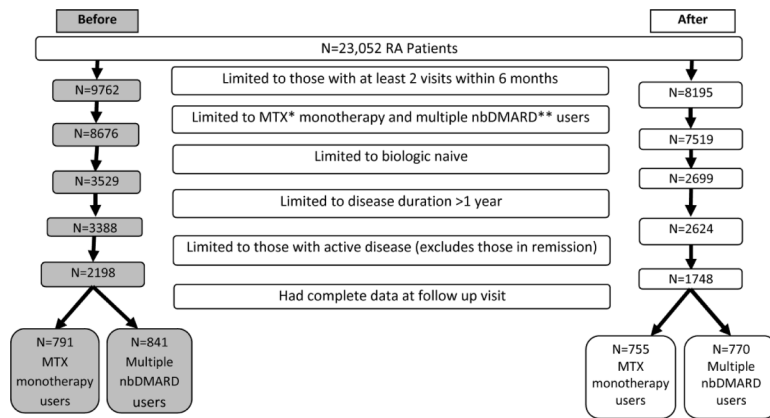 Before
After
N=23,052 RA Patients
Limited to those with at least 2 visits within 6 months
N=9762
N=8195
Limited to MTX* monotherapy and multiple nbDMARD** users
N=8676
N=7519
Limited to biologic naive
N=3529
N=2699
Limited to disease duration >1 year
N=3388
N=2624
Limited to those with active disease (excludes those in remission)
N=2198
N=1748
Had complete data at follow up visit
N=791
MTX
monotherapy
users
N=841
Multiple
nbDMARD
users
N=755
MTX
monotherapy
users
N=770
Multiple
nbDMARD
users